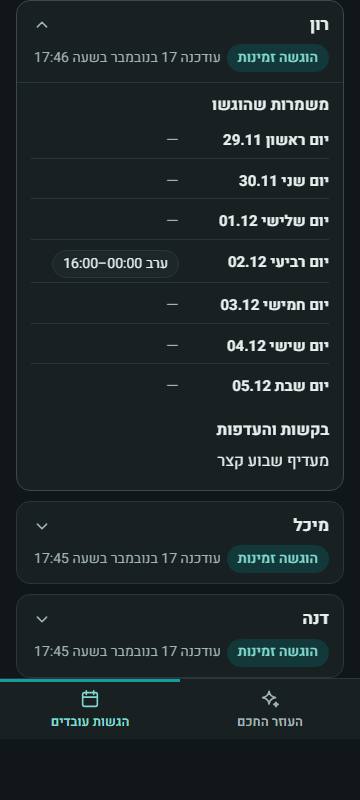 רון
הוגשה זמינות עודכנה 17 בנובמבר בשעה 17:46
משמרות שהוגשו
יום ראשון 29.11 —
יום שני 30.11 —
יום שלישי 01.12 —
יום רביעי 02.12 ערב 16:00–00:00
יום חמישי 03.12 —
יום שישי 04.12 —
יום שבת 05.12 —
בקשות והעדפות
מעדיף שבוע קצר
מיכל
הוגשה זמינות עודכנה 17 בנובמבר בשעה 17:45
דנה
הוגשה זמינות עודכנה 17 בנובמבר בשעה 17:45
העוזר החכם הגשות עובדים